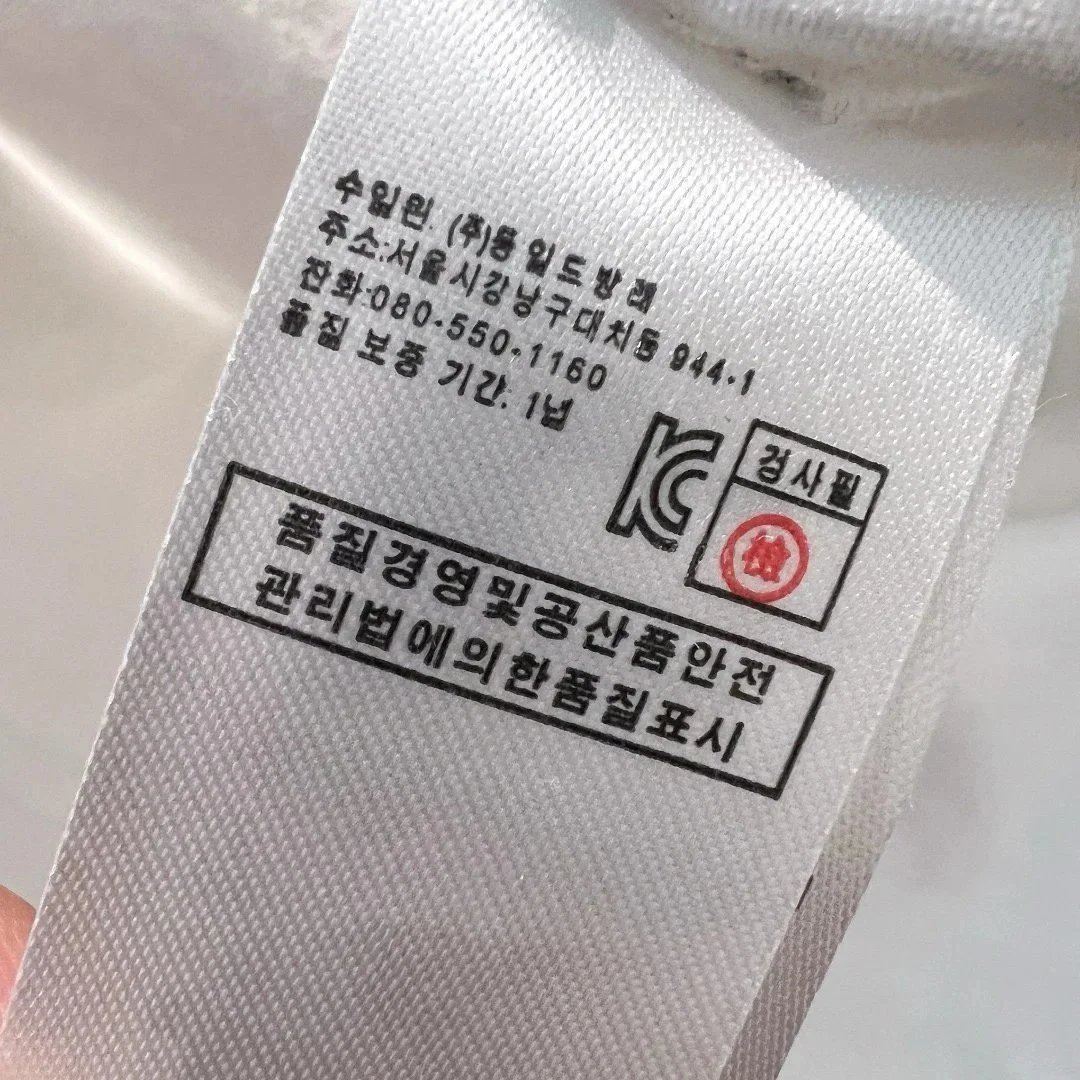 수일원. (주)동일드방레
주소:서울시강남구대치동 944-1
잔화:080-550-1160
품질 보증 기간: 1년
KC
검사필
檢
품질경영및공산품안전
관리법에의한품질표시